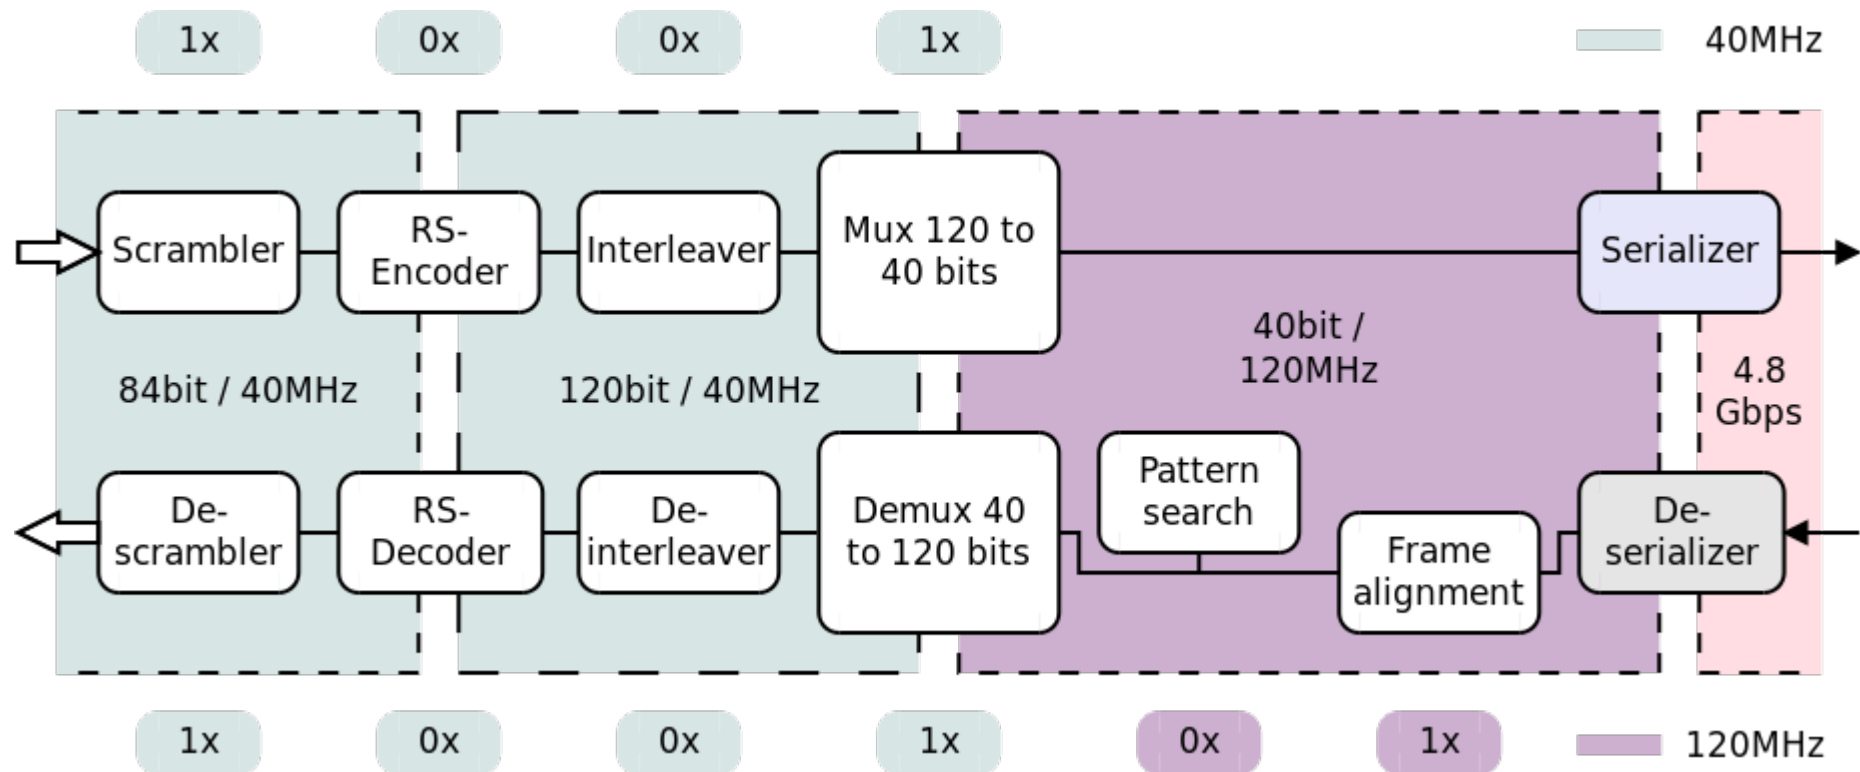 1x
0x
0x
1x
40MHz
Scrambler
RS-
Encoder
Interleaver
Mux 120 to
40 bits
Serializer
84bit / 40MHz
120bit / 40MHz
40bit /
120MHz
4.8
Gbps
De-
scrambler
RS-
Decoder
De-
interleaver
Demux 40
to 120 bits
Pattern
search
Frame
alignment
De-
serializer
1x
0x
0x
1x
0x
1x
120MHz